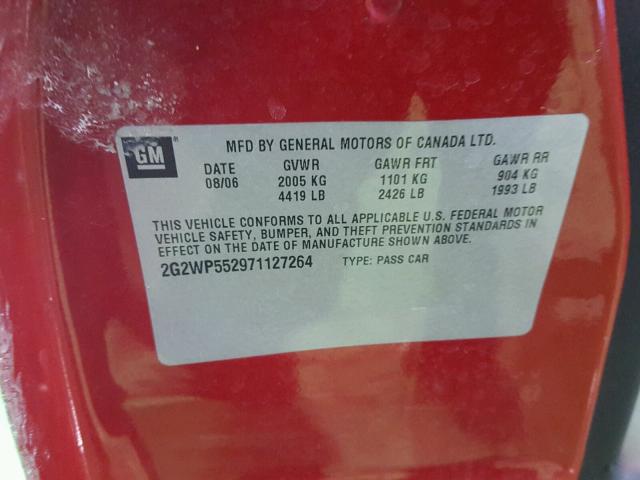 GM®
MFD BY GENERAL MOTORS OF CANADA LTD.
DATE GVWR GAWR FRT GAWR RR
08/06 2005 KG 1101 KG 904 KG
4419 LB 2426 LB 1993 LB
THIS VEHICLE CONFORMS TO ALL APPLICABLE U.S. FEDERAL MOTOR
VEHICLE SAFETY, BUMPER, AND THEFT PREVENTION STANDARDS IN
EFFECT ON THE DATE OF MANUFACTURE SHOWN ABOVE.
2G2WP552971127264 TYPE: PASS CAR